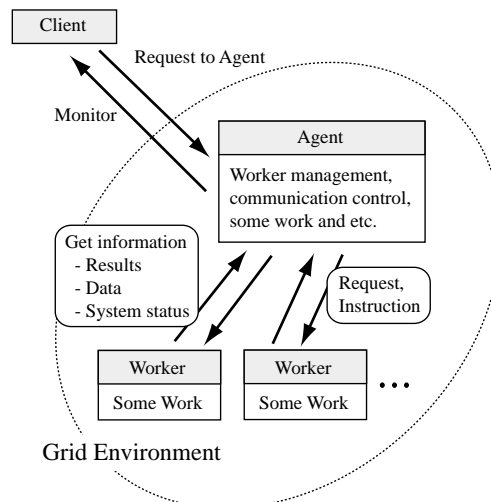 Client
Request to Agent
Monitor
Agent
Worker management,
communication control,
some work and etc.
Get information
- Results
- Data
- System status
Request,
Instruction
Worker
Some Work
Worker
Some Work
...
Grid Environment